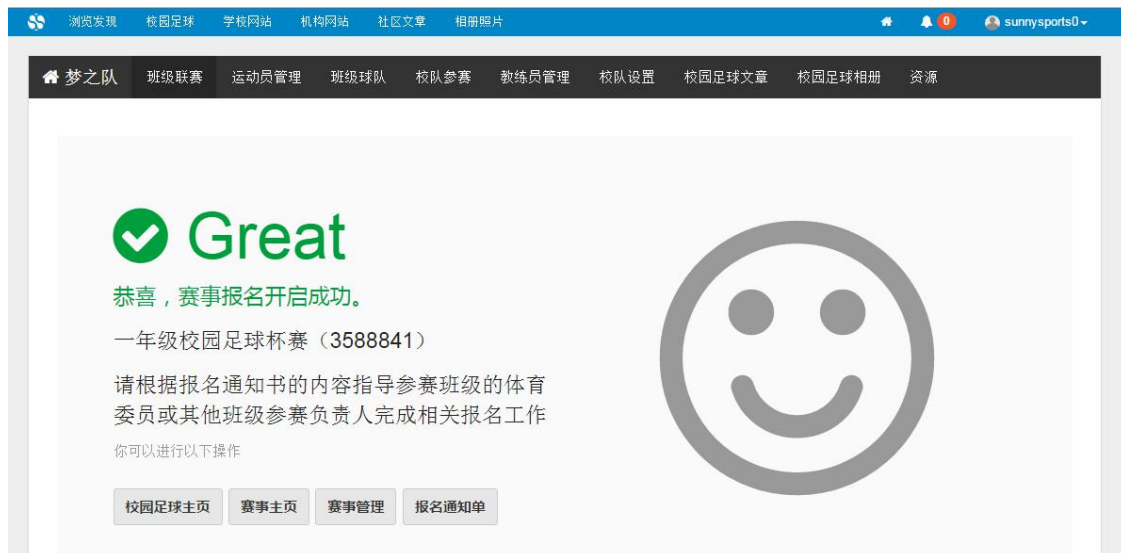 浏览发现 校园足球 学校网站 机构网站 社区文章 相册照片 0 sunnysports0
梦之队 班级联赛 运动员管理 班级球队 校队参赛 教练员管理 校队设置 校园足球文章 校园足球相册 资源
Great
恭喜，赛事报名开启成功。
一年级校园足球杯赛（3588841）
请根据报名通知书的内容指导参赛班级的体育
委员或其他班级参赛负责人完成相关报名工作
你可以进行以下操作
校园足球主页 赛事主页 赛事管理 报名通知单